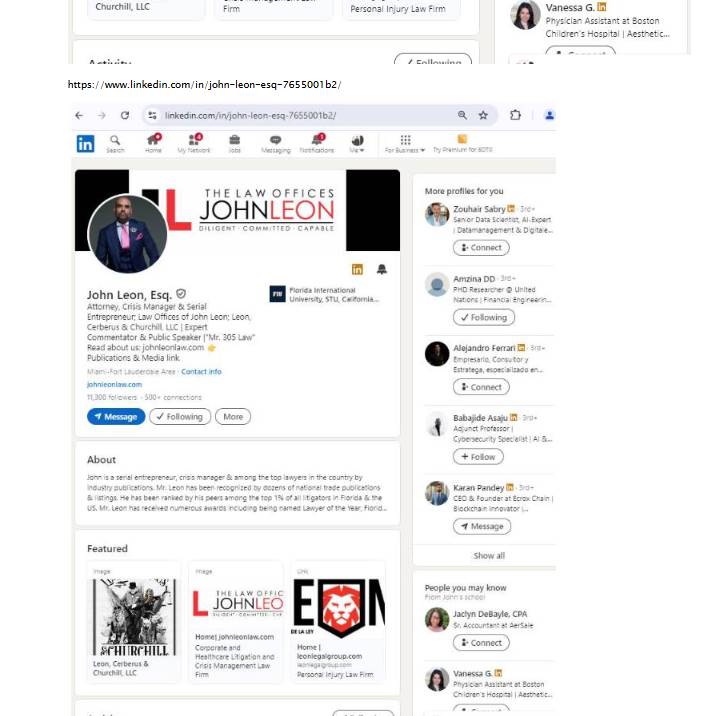 Churchill, LLC
Firm
Personal Injury Law Firm
Vanessa G.
Physician Assistant at Boston
Children's Hospital | Aesthetic...
Connect
Activity
Following
https://www.linkedin.com/in/john-leon-esq-7655001b2/
linkedin.com/in/john-leon-esq-7655001b2/
in
Search
Home
My Network
Jobs
Messaging
Notifications
Me
For Business
Try Premium for
THE LAW OFFICES
JOHNLEON
DILIGENT · COMMITTED · CAPABLE
John Leon, Esq.
FIU
Florida International
University, STU, California...
Attorney, Crisis Manager & Serial
Entrepreneur; Law Offices of John Leon; Leon,
Cerberus & Churchill, LLC | Expert
Commentator & Public Speaker |"Mr. 305 Law"
Read about us: johnleonlaw.com
Publications & Media link
Miami-Fort Lauderdale Area · Contact info
johnleonlaw.com
11,300 followers · 500+ connections
Message
Following
More
About
John is a serial entrepreneur, crisis manager & among the top lawyers in the country by
industry publications. Mr. Leon has been recognized by dozens of national trade publications
& listings. He has been ranked by his peers among the top 1% of all litigators in Florida & the
US. Mr. Leon has received numerous awards including being named Lawyer of the Year, Florid...
Featured
Image
CHURCHILL
Leon, Cerberus &
Churchill, LLC
Image
THE LAW OFFIC
JOHNLEO
Home| johnleonlaw.com
Corporate and
Healthcare Litigation and
Crisis Management Law
Firm
Link
DE LA LEY
Home |
leonlegalgroup.com
leonlegalgroup.com
Personal Injury Law Firm
More profiles for you
Zouhair Sabry · 3rd+
Senior Data Scientist, AI-Expert
| Datamanagement & Digitale...
Connect
Amzina DD · 3rd+
PHD Researcher @ United
Nations | Financial Engineerin...
Following
Alejandro Ferrari · 3rd+
Empresario, Consultor y
Estratega, especializado en...
Connect
Babajide Asaju · 3rd+
Adjunct Professor |
Cybersecurity Specialist | AI &...
Follow
Karan Pandey · 3rd+
CEO & Founder at Ecrox Chain |
Blockchain Innovator |...
Message
Show all
People you may know
From John's school
Jaclyn DeBayle, CPA
Sr. Accountant at AerSale
Connect
Vanessa G.
Physician Assistant at Boston
Children's Hospital | Aesthetic...